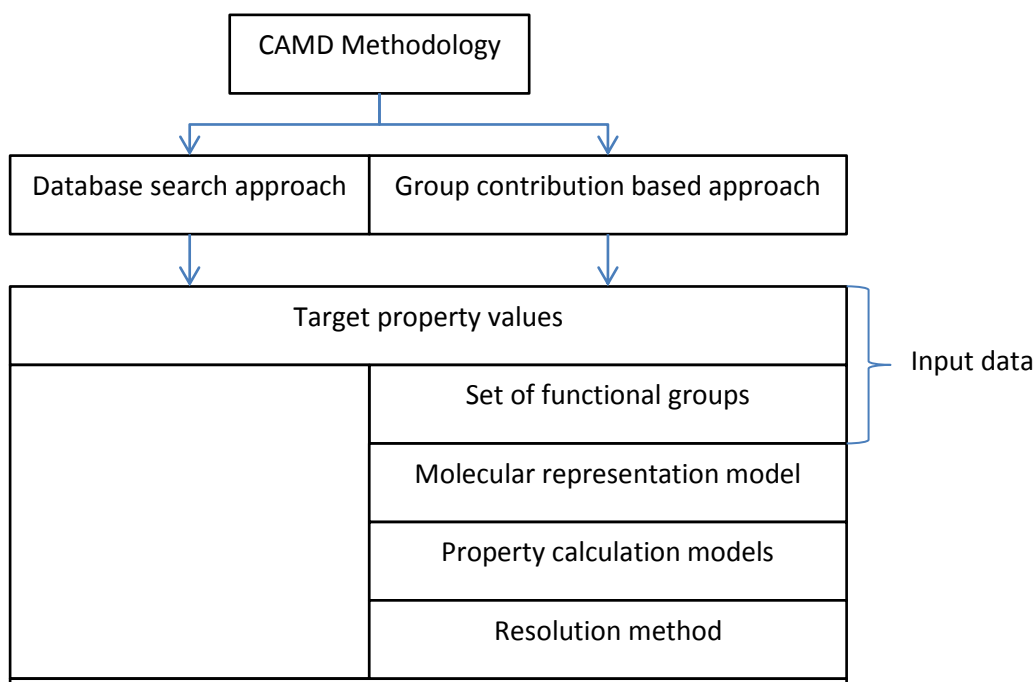 CAMD Methodology
Database search approach
Group contribution based approach
Target property values
Input data
Set of functional groups
Molecular representation model
Property calculation models
Resolution method